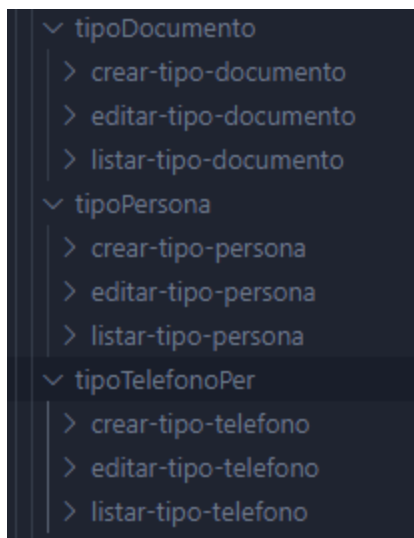 tipoDocumento
crear-tipo-documento
editar-tipo-documento
listar-tipo-documento
tipoPersona
crear-tipo-persona
editar-tipo-persona
listar-tipo-persona
tipoTelefonoPer
crear-tipo-telefono
editar-tipo-telefono
listar-tipo-telefono